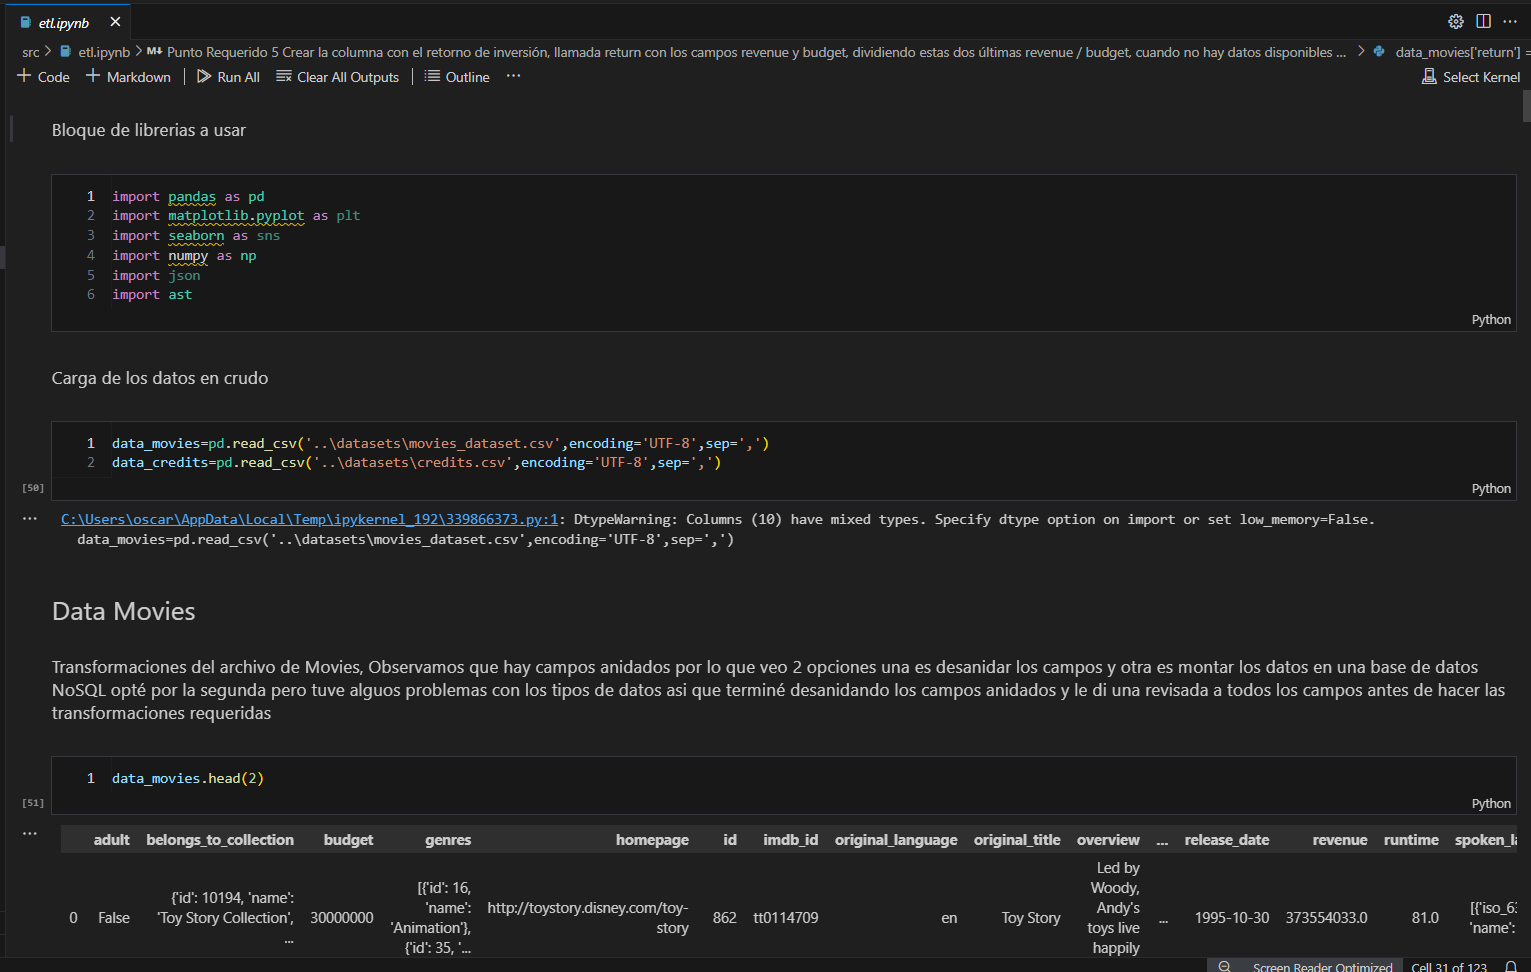 etl.ipynb
src > etl.ipynb > M↓ Punto Requerido 5 Crear la columna con el retorno de inversión, llamada return con los campos revenue y budget, dividiendo estas dos últimas revenue / budget, cuando no hay datos disponibles ... > data_movies['return'] =
+ Code + Markdown | Run All Clear All Outputs | Outline ... Select Kernel
Bloque de librerias a usar
1 import pandas as pd
2 import matplotlib.pyplot as plt
3 import seaborn as sns
4 import numpy as np
5 import json
6 import ast
Python
Carga de los datos en crudo
1 data_movies=pd.read_csv('..\datasets\movies_dataset.csv',encoding='UTF-8',sep=',')
2 data_credits=pd.read_csv('..\datasets\credits.csv',encoding='UTF-8',sep=',')
[50]
Python
... C:\Users\oscar\AppData\Local\Temp\ipykernel_192\339866373.py:1: DtypeWarning: Columns (10) have mixed types. Specify dtype option on import or set low_memory=False.
data_movies=pd.read_csv('..\datasets\movies_dataset.csv',encoding='UTF-8',sep=',')
Data Movies
Transformaciones del archivo de Movies, Observamos que hay campos anidados por lo que veo 2 opciones una es desanidar los campos y otra es montar los datos en una base de datos
NoSQL opté por la segunda pero tuve alguos problemas con los tipos de datos asi que terminé desanidando los campos anidados y le di una revisada a todos los campos antes de hacer las
transformaciones requeridas
1 data_movies.head(2)
[51]
Python
...
adult belongs_to_collection budget genres homepage id imdb_id original_language original_title overview ... release_date revenue runtime spoken_la
Led by
[{'id': 16, Woody,
{'id': 10194, 'name': 'name': http://toystory.disney.com/toy- Andy's [{'iso_63
0 False 'Toy Story Collection', 30000000 'Animation'}, story 862 tt0114709 en Toy Story toys live ... 1995-10-30 373554033.0 81.0 'name':
... {'id': 35, '... happily
Screen Reader Optimized Cell 31 of 123